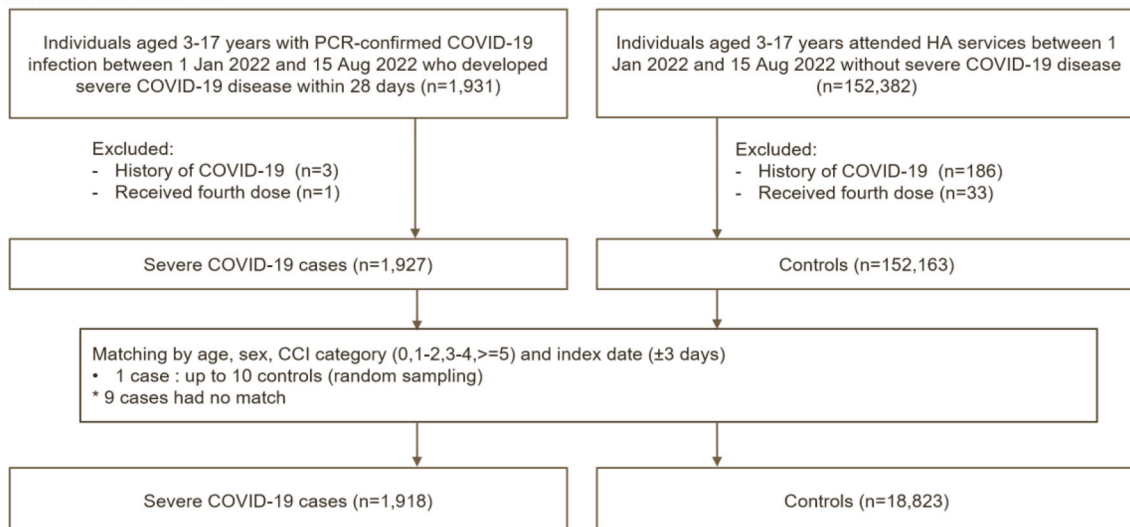 Individuals aged 3-17 years with PCR-confirmed COVID-19
infection between 1 Jan 2022 and 15 Aug 2022 who developed
severe COVID-19 disease within 28 days (n=1,931)
Individuals aged 3-17 years attended HA services between 1
Jan 2022 and 15 Aug 2022 without severe COVID-19 disease
(n=152,382)
Excluded:
- History of COVID-19 (n=3)
- Received fourth dose (n=1)
Excluded:
- History of COVID-19 (n=186)
- Received fourth dose (n=33)
Severe COVID-19 cases (n=1,927)
Controls (n=152,163)
Matching by age, sex, CCI category (0,1-2,3-4,>=5) and index date (±3 days)
• 1 case : up to 10 controls (random sampling)
* 9 cases had no match
Severe COVID-19 cases (n=1,918)
Controls (n=18,823)